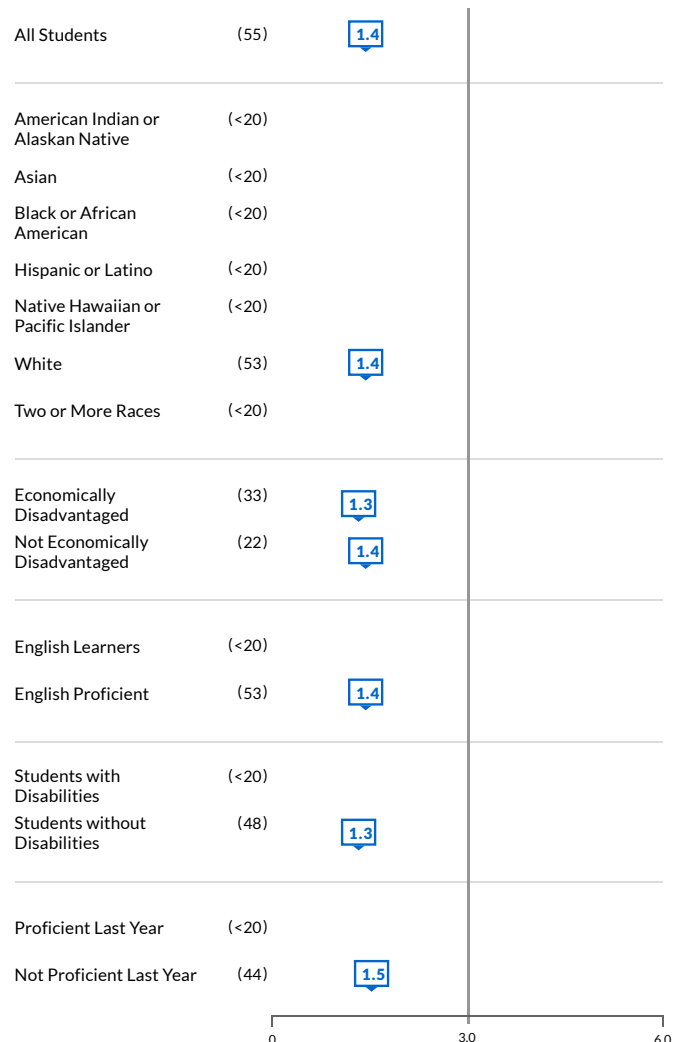 All Students (55) 1.4
American Indian or (<20)
Alaskan Native
Asian (<20)
Black or African (<20)
American
Hispanic or Latino (<20)
Native Hawaiian or (<20)
Pacific Islander
White (53) 1.4
Two or More Races (<20)
Economically (33) 1.3
Disadvantaged
Not Economically (22) 1.4
Disadvantaged
English Learners (<20)
English Proficient (53) 1.4
Students with (<20)
Disabilities
Students without (48) 1.3
Disabilities
Proficient Last Year (<20)
Not Proficient Last Year (44) 1.5
0 3.0 6.0